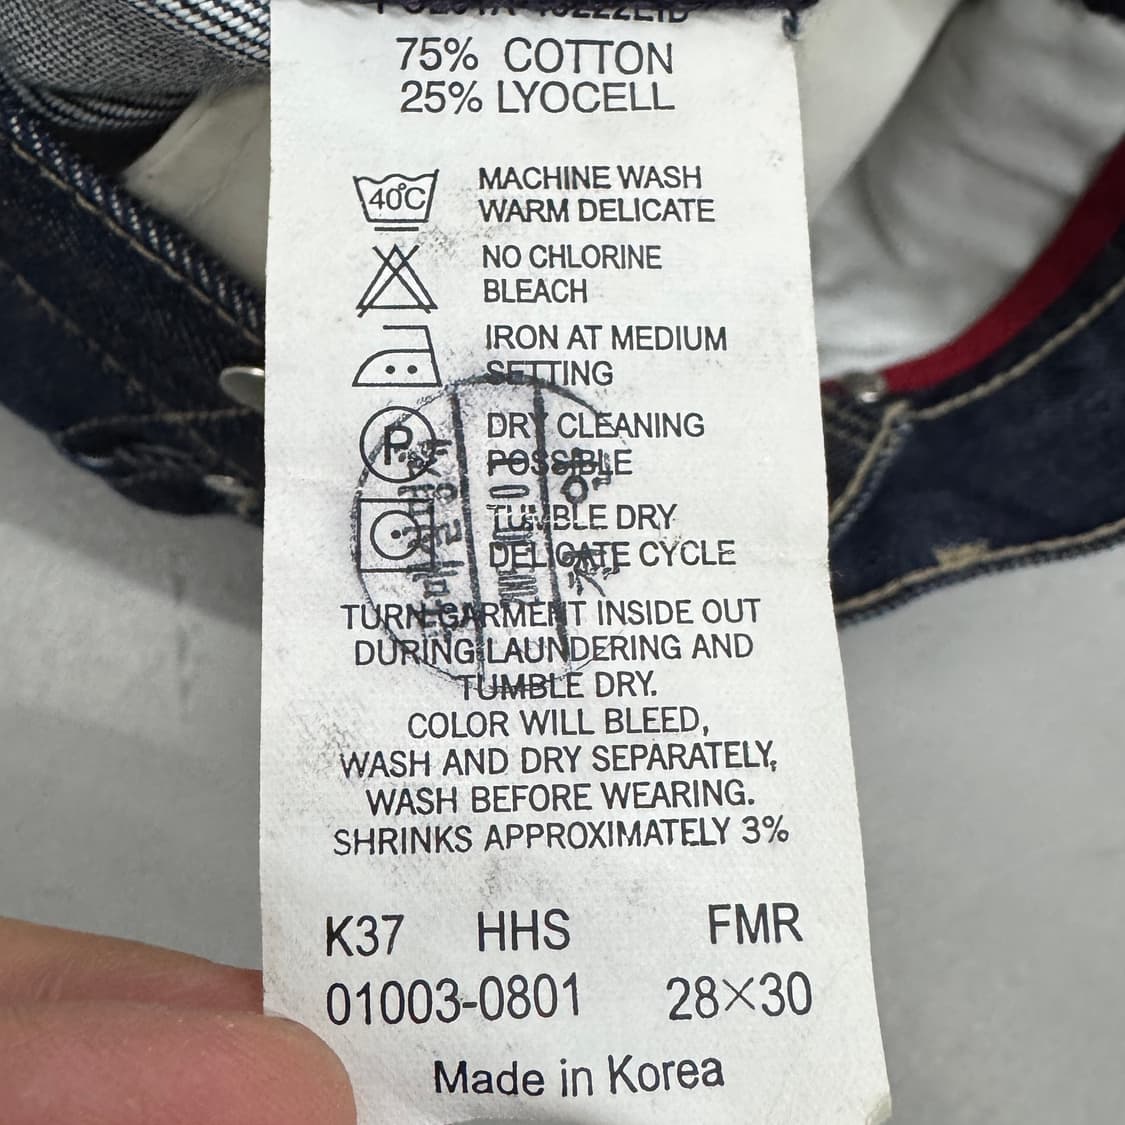 75% COTTON
25% LYOCELL
40°C
MACHINE WASH
WARM DELICATE
NO CHLORINE
BLEACH
IRON AT MEDIUM
SETTING
P
DRY CLEANING
POSSIBLE
TUMBLE DRY
DELICATE CYCLE
TURN GARMENT INSIDE OUT
DURING LAUNDERING AND
TUMBLE DRY.
COLOR WILL BLEED,
WASH AND DRY SEPARATELY,
WASH BEFORE WEARING.
SHRINKS APPROXIMATELY 3%
K37 HHS FMR
01003-0801 28×30
Made in Korea